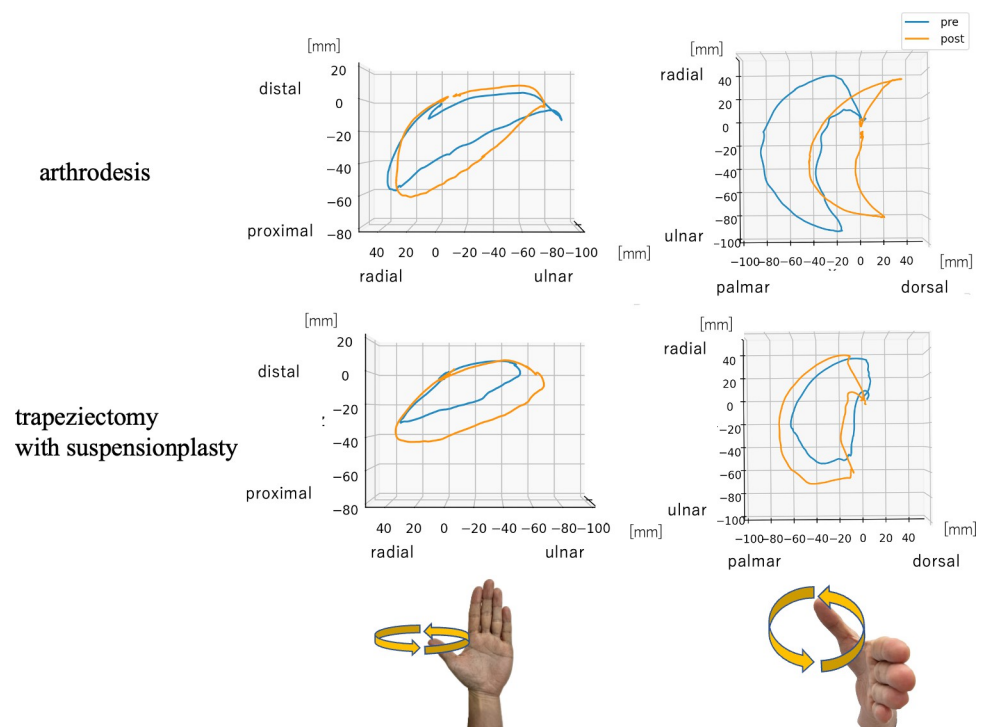 pre
post
[mm]
20
distal
0
−20
−40
−60
proximal
−80
40 20 0 −20 −40 −60 −80 −100
[mm]
radial ulnar
arthrodesis
[mm]
radial
40
20
0
−20
−40
−60
−80
ulnar
−100
−100−80 −60 −40 −20 0 20 40
[mm]
palmar dorsal
[mm]
20
distal
0
−20
−40
−60
proximal
−80
40 20 0 −20 −40 −60 −80 −100
[mm]
radial ulnar
trapeziectomy
with suspensionplasty
[mm]
radial
40
20
0
−20
−40
−60
−80
ulnar
−100
−100−80 −60 −40 −20 0 20 40
[mm]
palmar dorsal